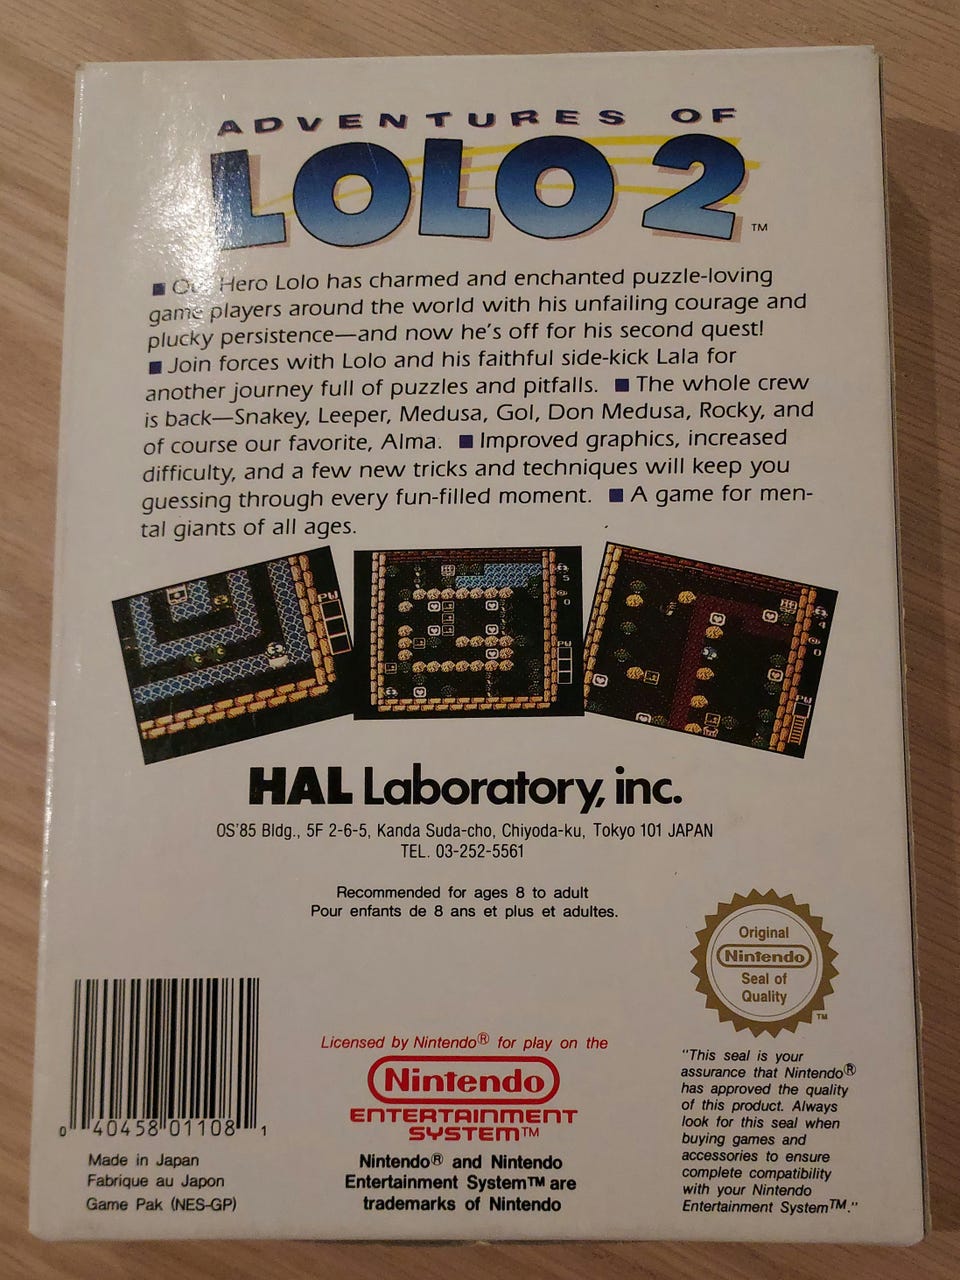 ADVENTURES OF
LOLO 2 ™
■ Our Hero Lolo has charmed and enchanted puzzle-loving
game players around the world with his unfailing courage and
plucky persistence—and now he's off for his second quest!
■ Join forces with Lolo and his faithful side-kick Lala for
another journey full of puzzles and pitfalls. ■ The whole crew
is back—Snakey, Leeper, Medusa, Gol, Don Medusa, Rocky, and
of course our favorite, Alma. ■ Improved graphics, increased
difficulty, and a few new tricks and techniques will keep you
guessing through every fun-filled moment. ■ A game for men-
tal giants of all ages.
PW
PW
PW
HAL Laboratory, inc.
OS'85 Bldg., 5F 2-6-5, Kanda Suda-cho, Chiyoda-ku, Tokyo 101 JAPAN
TEL. 03-252-5561
Recommended for ages 8 to adult
Pour enfants de 8 ans et plus et adultes.
Original
Nintendo
Seal of
Quality
TM
"This seal is your
assurance that Nintendo®
has approved the quality
of this product. Always
look for this seal when
buying games and
accessories to ensure
complete compatibility
with your Nintendo
Entertainment System™."
Licensed by Nintendo® for play on the
Nintendo
ENTERTAINMENT
SYSTEM™
Nintendo® and Nintendo
Entertainment System™ are
trademarks of Nintendo
0 40458 01108 1
Made in Japan
Fabrique au Japon
Game Pak (NES-GP)